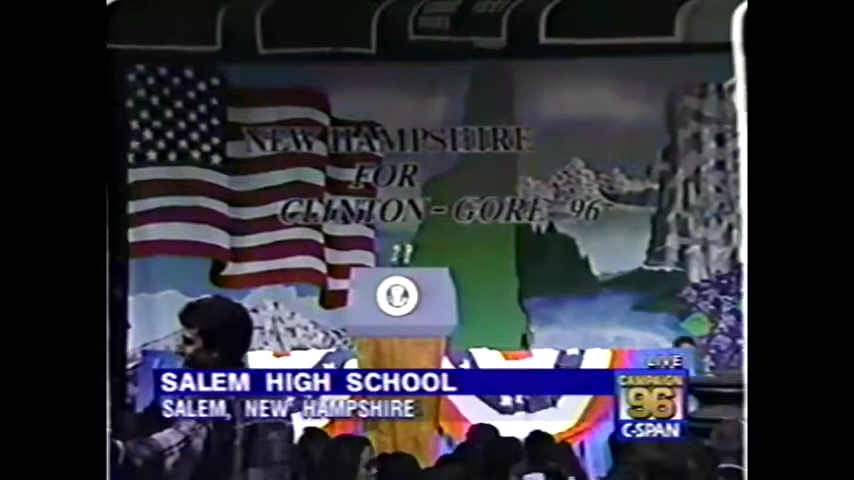 NEW HAMPSHIRE
FOR
CLINTON - GORE '96
LIVE
SALEM HIGH SCHOOL
SALEM, NEW HAMPSHIRE
CAMPAIGN
96
C-SPAN